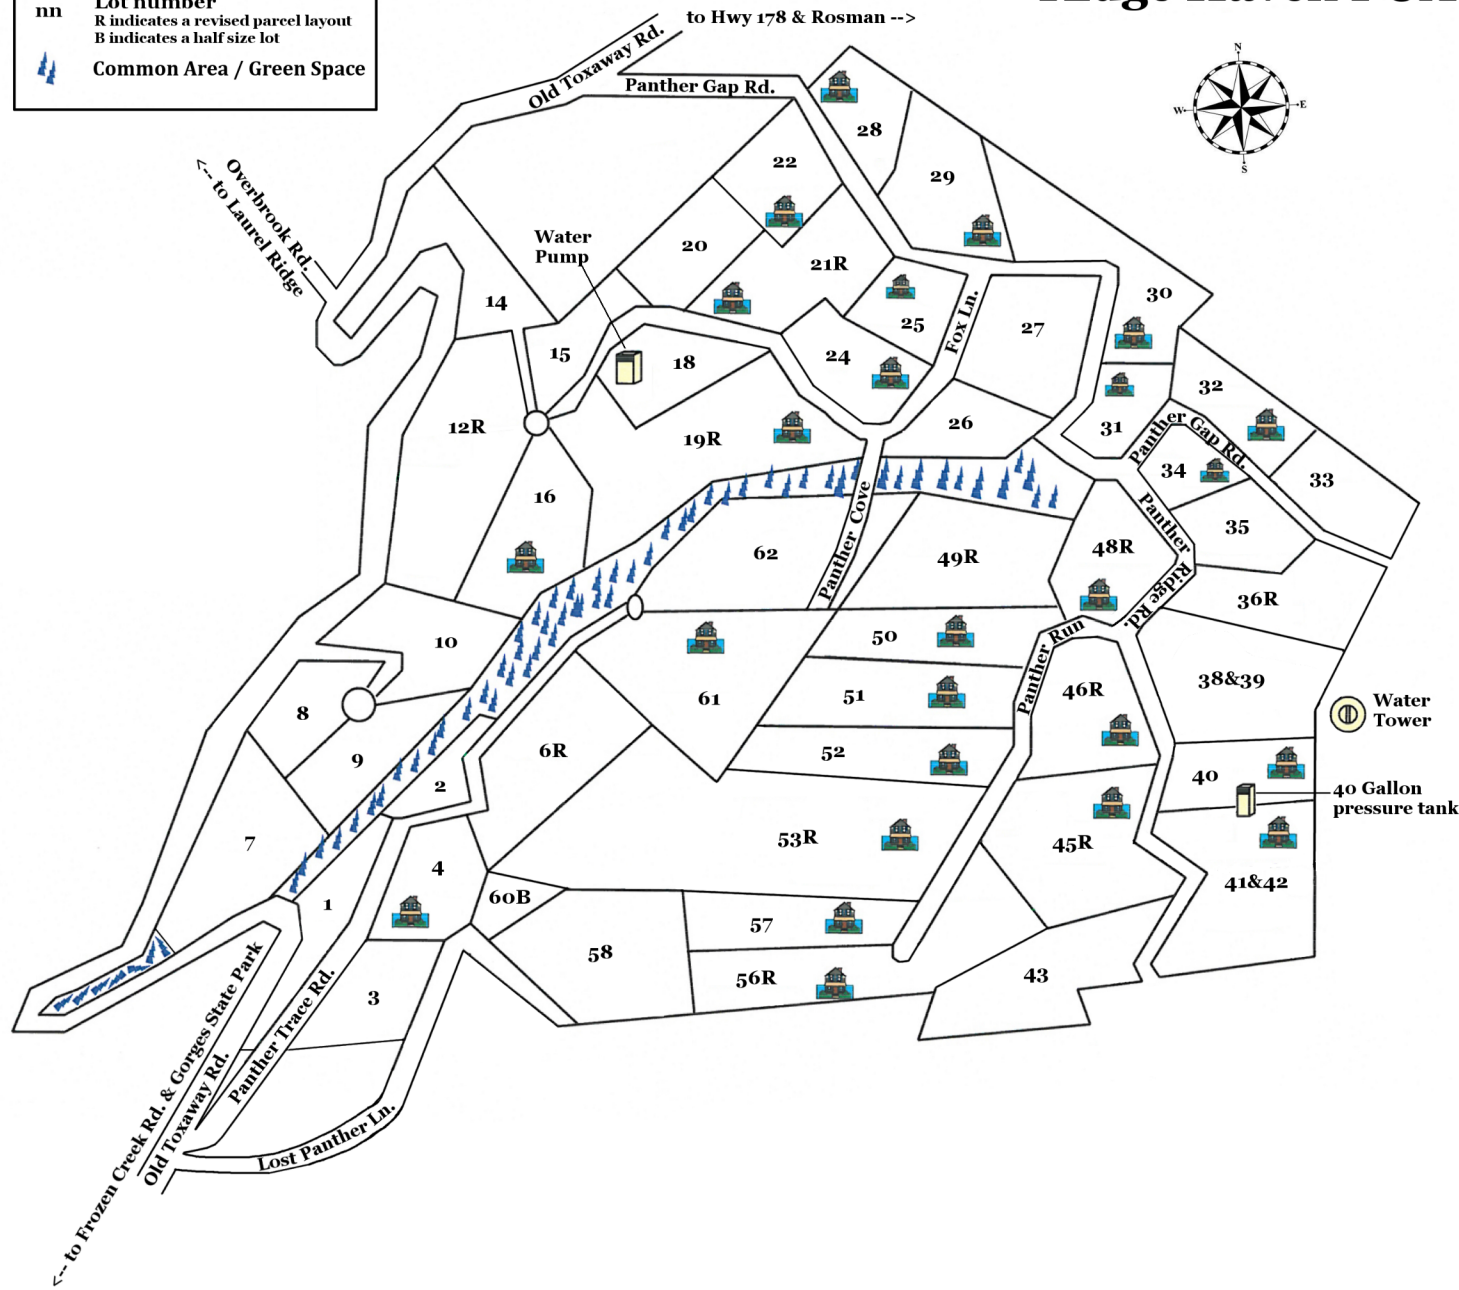 nn
Lot number
R indicates a revised parcel layout
B indicates a half size lot
Common Area / Green Space
to Hwy 178 & Rosman -->
Old Toxaway Rd.
Panther Gap Rd.
N
W
E
S
Overbrook Rd.
<-- to Laurel Ridge
28
22
29
Water
Pump
20
21R
30
14
25
Fox Ln.
27
15
18
24
32
12R
19R
26
31
Panther Gap Rd.
34
33
16
Panther Cove
62
49R
48R
Panther
Ridge Rd.
35
36R
10
61
50
Panther Run
8
51
46R
38&39
Water
Tower
9
6R
52
40
2
40 Gallon
pressure tank
7
53R
45R
4
41&42
1
60B
57
58
56R
43
3
Panther Trace Rd.
<-- to Frozen Creek Rd. & Gorges State Park
Old Toxaway Rd.
Lost Panther Ln.